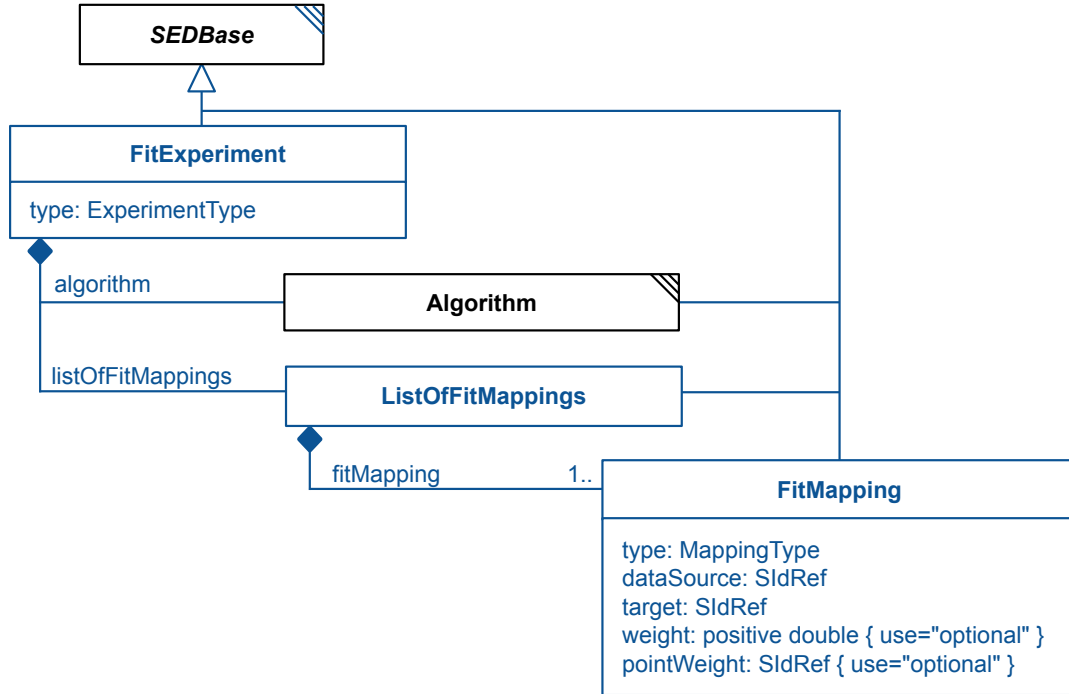 SEDBase
FitExperiment
type: ExperimentType
algorithm
Algorithm
listOfFitMappings
ListOfFitMappings
fitMapping
1..
FitMapping
type: MappingType
dataSource: SIdRef
target: SIdRef
weight: positive double { use="optional" }
pointWeight: SIdRef { use="optional" }